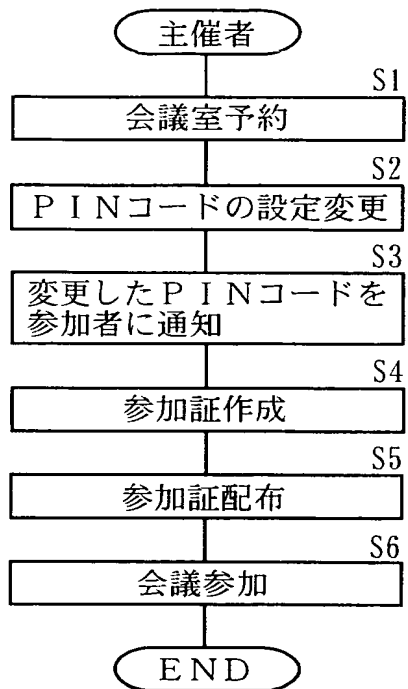 主催者
S1
会議室予約
S2
ＰＩＮコードの設定変更
S3
変更したＰＩＮコードを
参加者に通知
S4
参加証作成
S5
参加証配布
S6
会議参加
ＥＮＤ